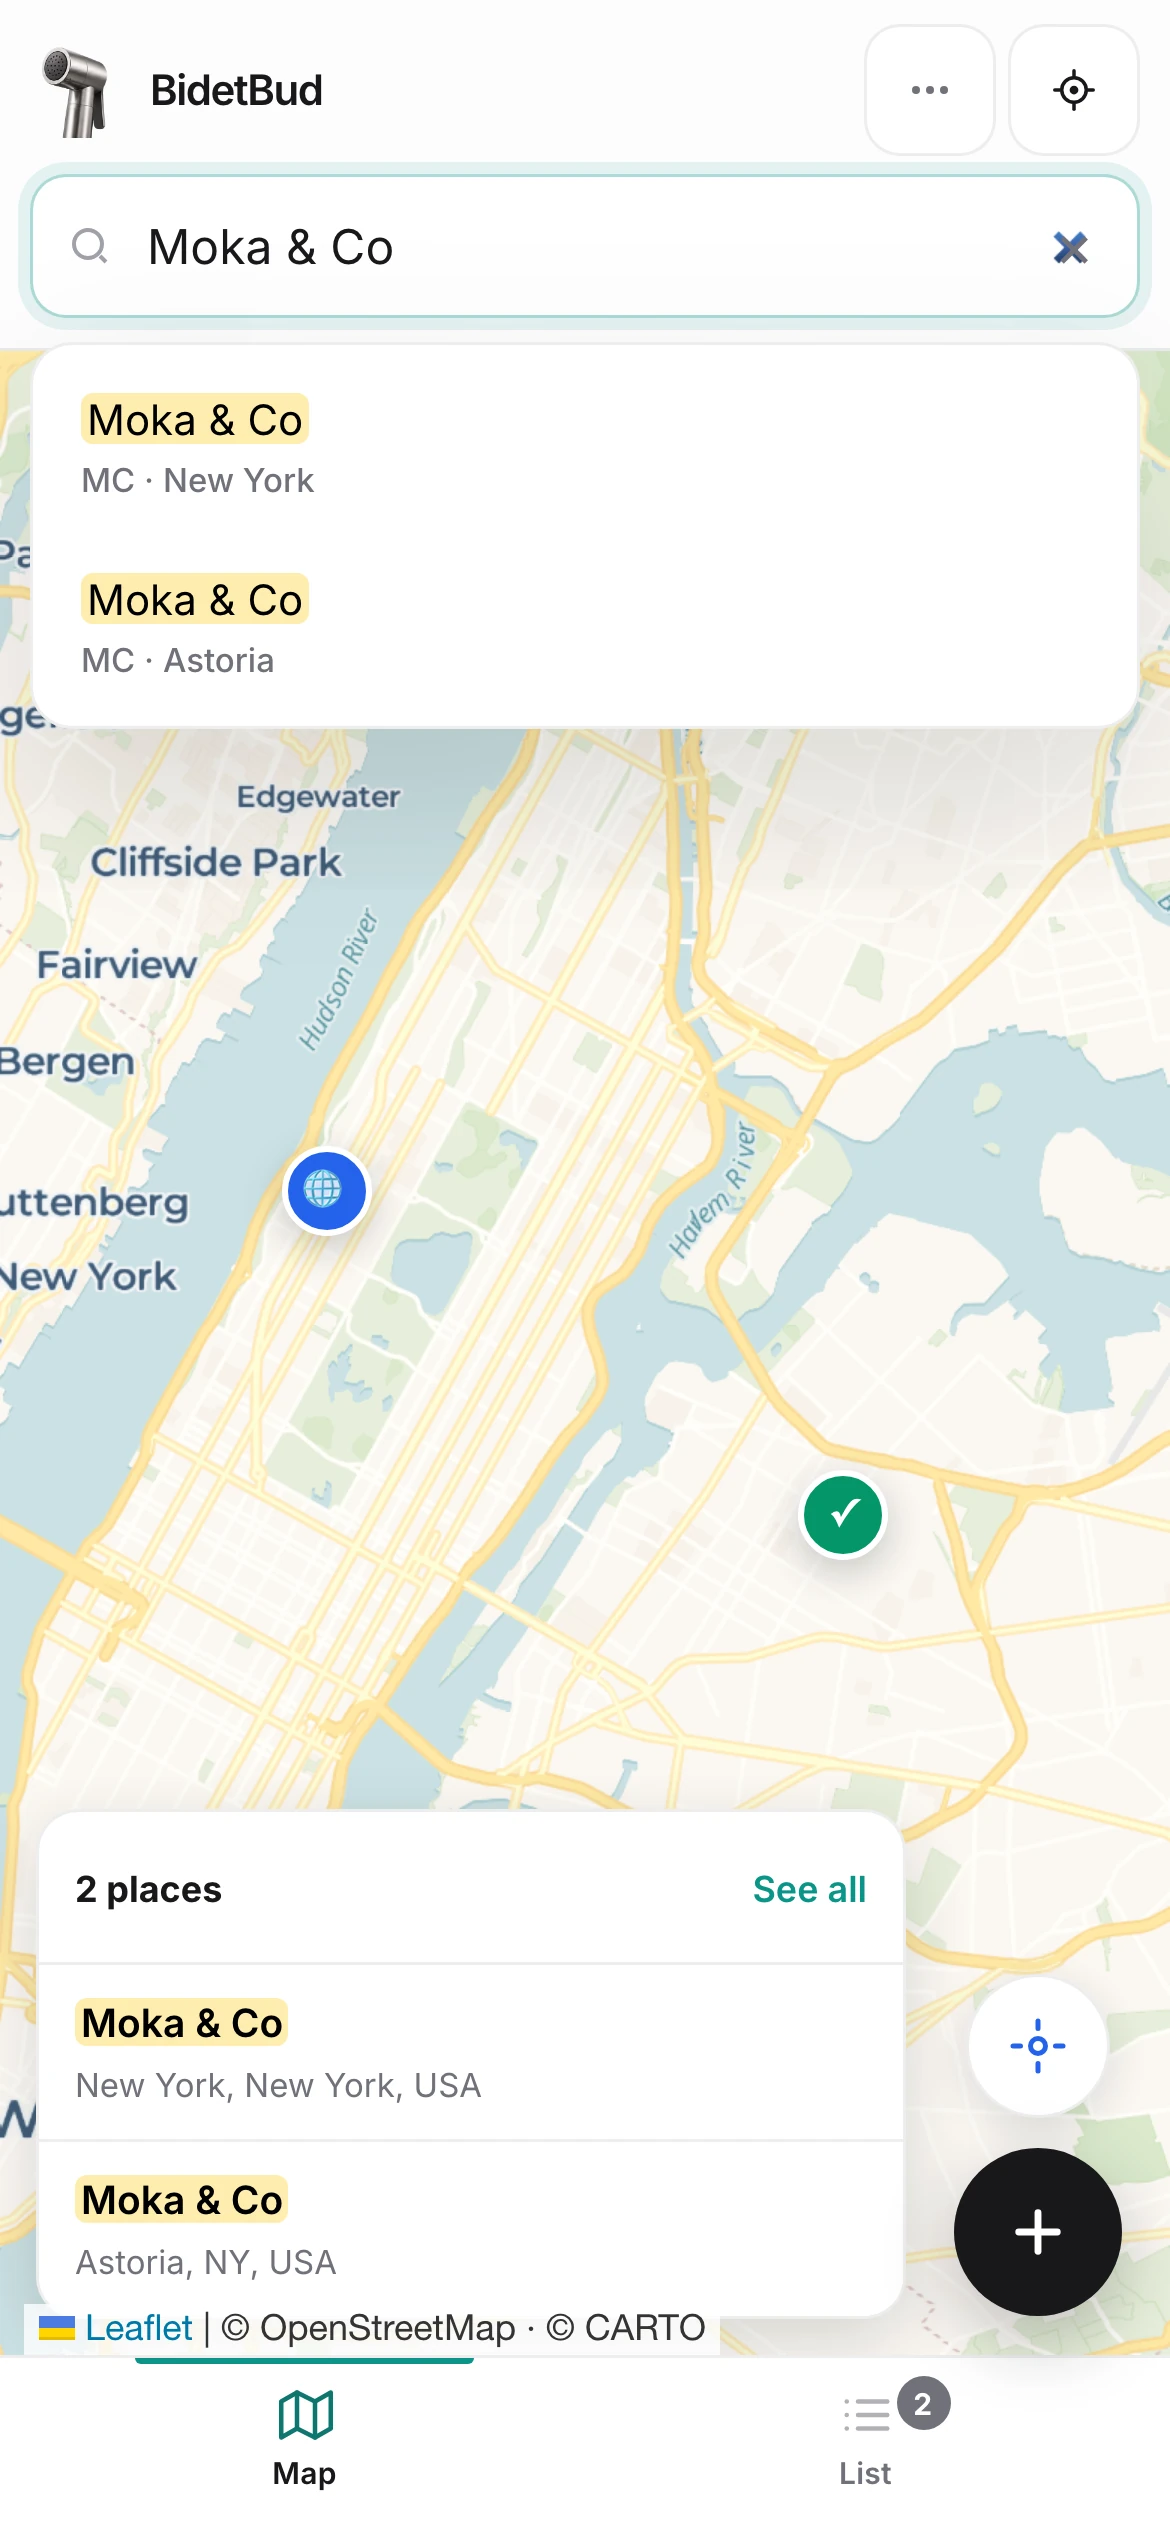 BidetBud
Moka & Co
Moka & Co
MC · New York
Moka & Co
MC · Astoria
Edgewater
Cliffside Park
Fairview
Hudson River
Bergen
uttenberg
New York
Harlem River
2 places
See all
Moka & Co
New York, New York, USA
Moka & Co
Astoria, NY, USA
Leaflet | © OpenStreetMap · © CARTO
Map
List
2